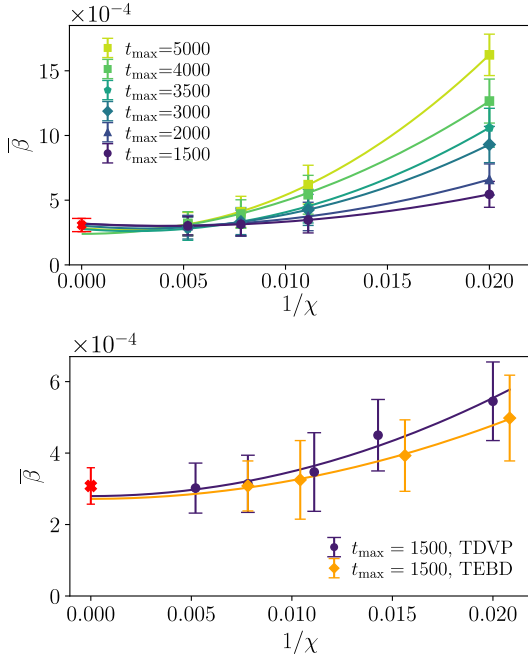 ×10⁻⁴
15
10
5
0
β̅
t_max=5000
t_max=4000
t_max=3500
t_max=3000
t_max=2000
t_max=1500
0.000 0.005 0.010 0.015 0.020
1/χ
×10⁻⁴
6
4
2
0
β̅
t_max = 1500, TDVP
t_max = 1500, TEBD
0.000 0.005 0.010 0.015 0.020
1/χ